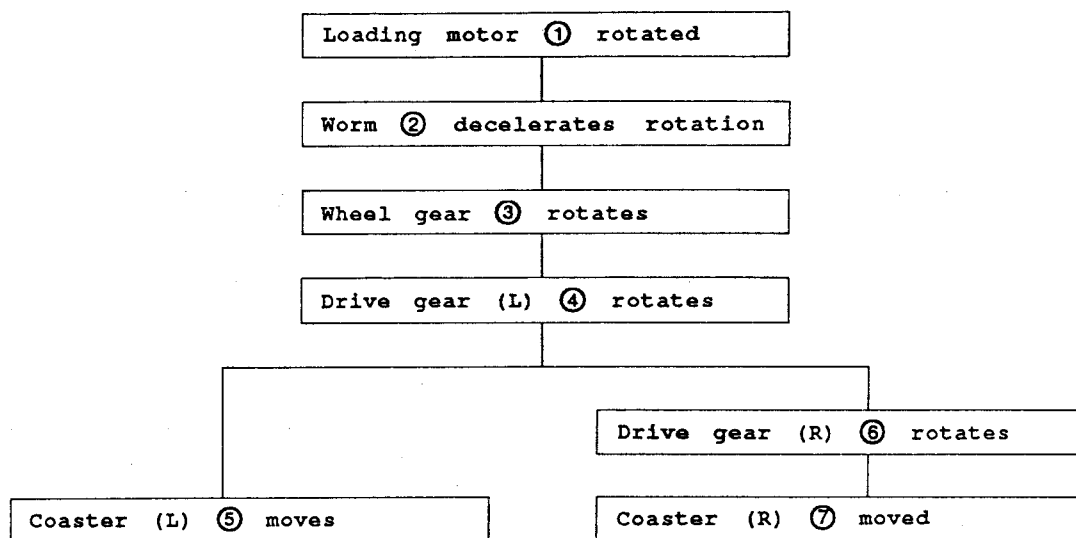 Loading motor ① rotated
Worm ② decelerates rotation
Wheel gear ③ rotates
Drive gear (L) ④ rotates
Drive gear (R) ⑥ rotates
Coaster (L) ⑤ moves
Coaster (R) ⑦ moved